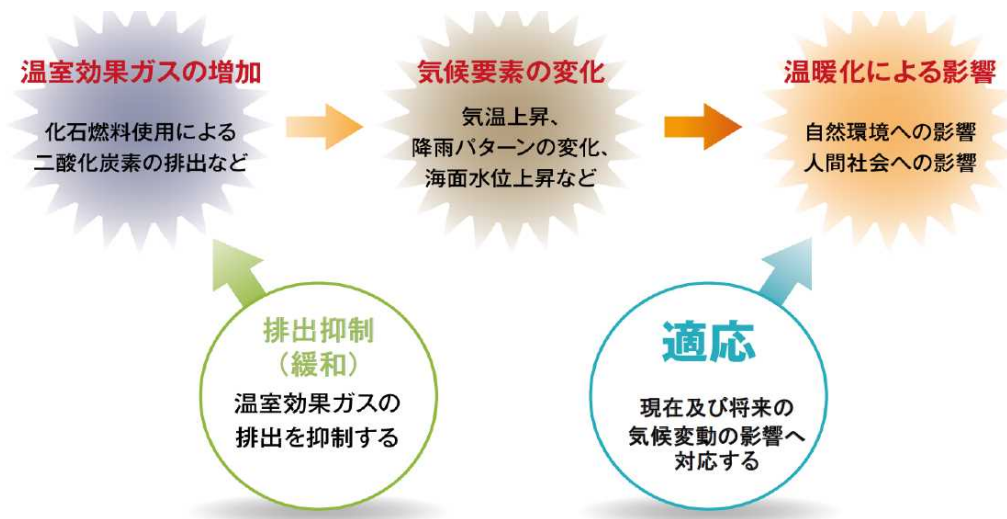 温室効果ガスの増加
化石燃料使用による
二酸化炭素の排出など
気候要素の変化
気温上昇、
降雨パターンの変化、
海面水位上昇など
温暖化による影響
自然環境への影響
人間社会への影響
排出抑制
（緩和）
温室効果ガスの
排出を抑制する
適応
現在及び将来の
気候変動の影響へ
対応する